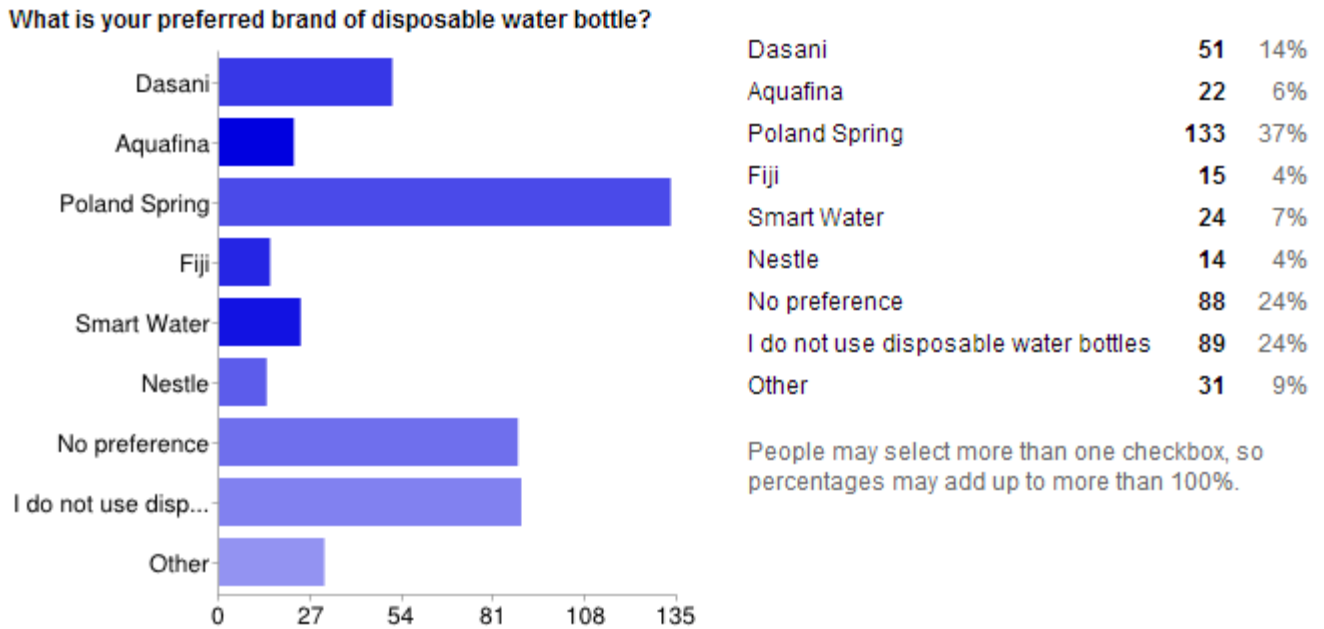 What is your preferred brand of disposable water bottle?
Dasani
Aquafina
Poland Spring
Fiji
Smart Water
Nestle
No preference
I do not use disp...
Other
0 27 54 81 108 135
Dasani 51 14%
Aquafina 22 6%
Poland Spring 133 37%
Fiji 15 4%
Smart Water 24 7%
Nestle 14 4%
No preference 88 24%
I do not use disposable water bottles 89 24%
Other 31 9%
People may select more than one checkbox, so
percentages may add up to more than 100%.